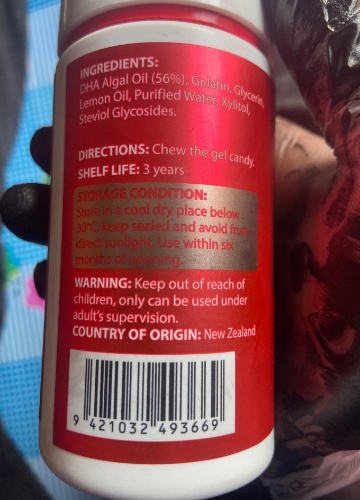 INGREDIENTS:
DHA Algal Oil (56%), Gelatin, Glycerin,
Lemon Oil, Purified Water, Xylitol,
Steviol Glycosides.
DIRECTIONS: Chew the gel candy.
SHELF LIFE: 3 years
STORAGE CONDITION:
Store in a cool dry place below
30°C, keep sealed and avoid from
direct sunlight. Use within six
months of opening.
WARNING: Keep out of reach of
children, only can be used under
adult's supervision.
COUNTRY OF ORIGIN: New Zealand
9 421032 493669